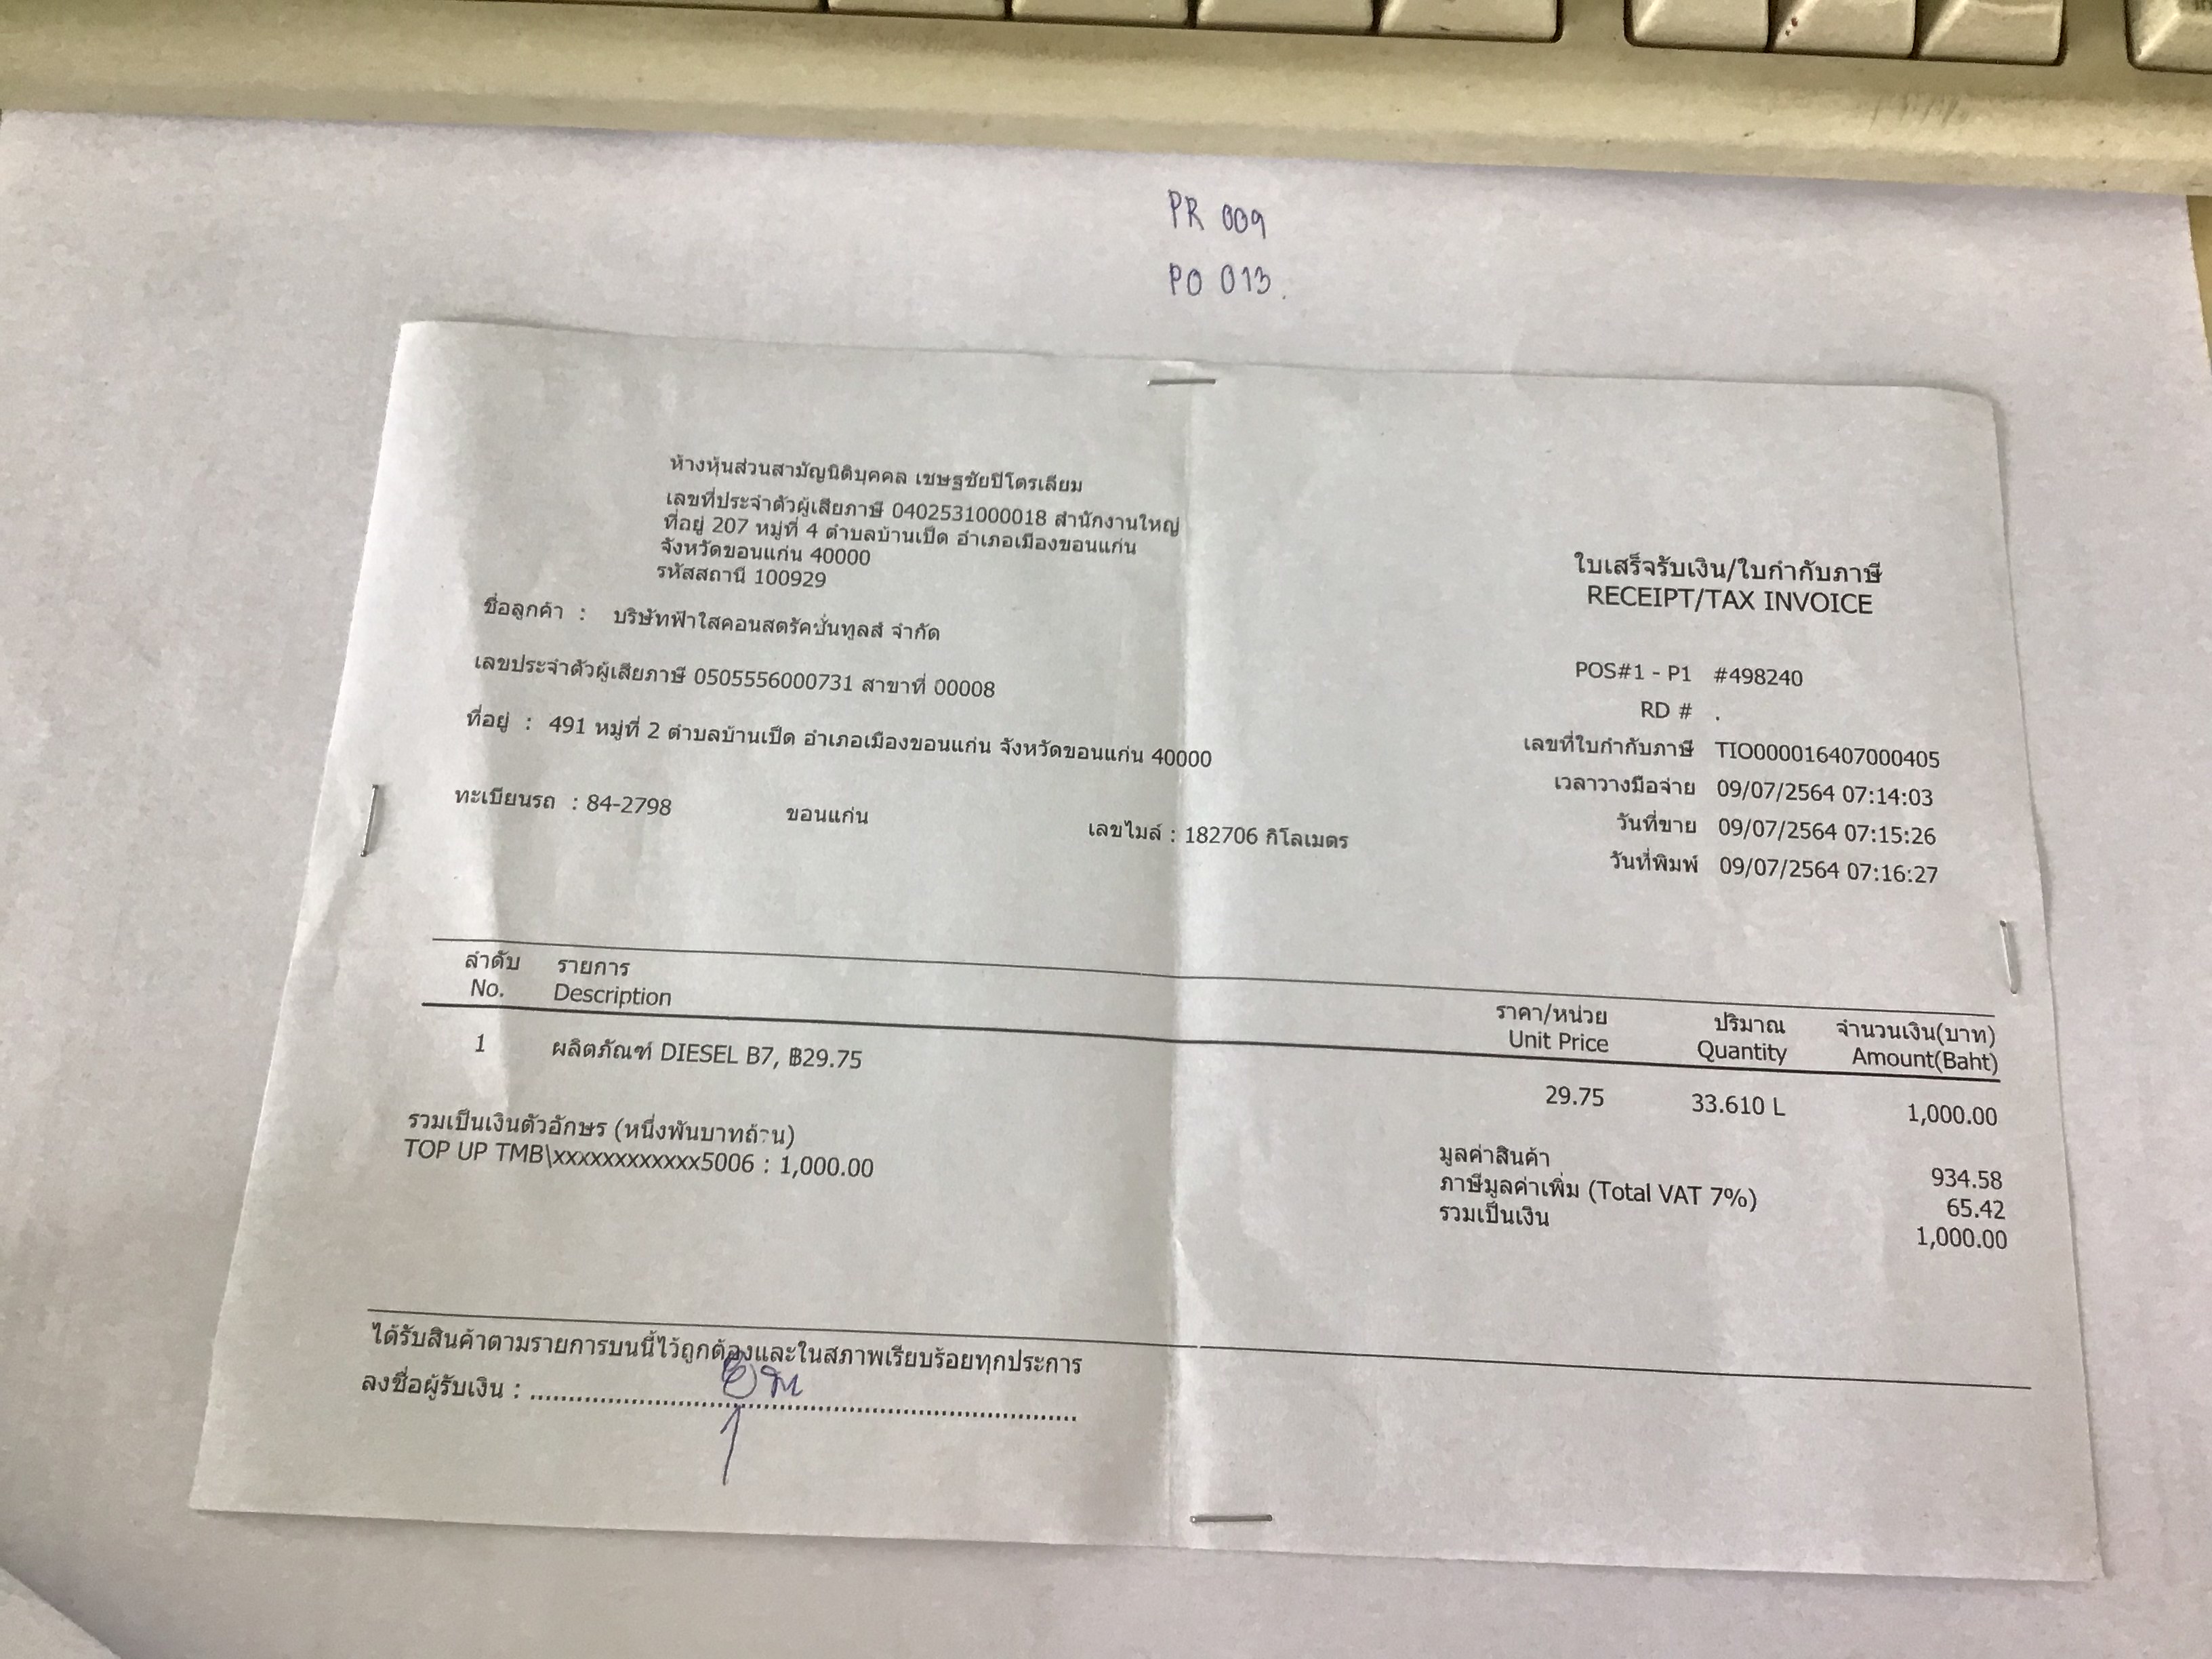 PR 009
PO 013.
ห้างหุ้นส่วนสามัญนิติบุคคล เชษฐชัยปิโตรเลียม
เลขที่ประจำตัวผู้เสียภาษี 0402531000018 สำนักงานใหญ่
ที่อยู่ 207 หมู่ที่ 4 ตำบลบ้านเป็ด อำเภอเมืองขอนแก่น
จังหวัดขอนแก่น 40000
รหัสสถานี 100929
ใบเสร็จรับเงิน/ใบกำกับภาษี
RECEIPT/TAX INVOICE
ชื่อลูกค้า : บริษัทฟ้าใสคอนสตรัคชั่นทูลส์ จำกัด
POS#1 - P1 #498240
เลขประจำตัวผู้เสียภาษี 0505556000731 สาขาที่ 00008
RD # .
ที่อยู่ : 491 หมู่ที่ 2 ตำบลบ้านเป็ด อำเภอเมืองขอนแก่น จังหวัดขอนแก่น 40000
เลขที่ใบกำกับภาษี TIO000016407000405
เวลาวางมือจ่าย 09/07/2564 07:14:03
ทะเบียนรถ : 84-2798 ขอนแก่น เลขไมล์ : 182706 กิโลเมตร
วันที่ขาย 09/07/2564 07:15:26
วันที่พิมพ์ 09/07/2564 07:16:27
ลำดับ รายการ ราคา/หน่วย ปริมาณ จำนวนเงิน(บาท)
No. Description Unit Price Quantity Amount(Baht)
1 ผลิตภัณฑ์ DIESEL B7, ฿29.75 29.75 33.610 L 1,000.00
รวมเป็นเงินตัวอักษร (หนึ่งพันบาทถ้วน)
TOP UP TMB\xxxxxxxxxxxx5006 : 1,000.00
มูลค่าสินค้า 934.58
ภาษีมูลค่าเพิ่ม (Total VAT 7%) 65.42
รวมเป็นเงิน 1,000.00
ได้รับสินค้าตามรายการบนนี้ไว้ถูกต้องและในสภาพเรียบร้อยทุกประการ
ลงชื่อผู้รับเงิน : ................................................